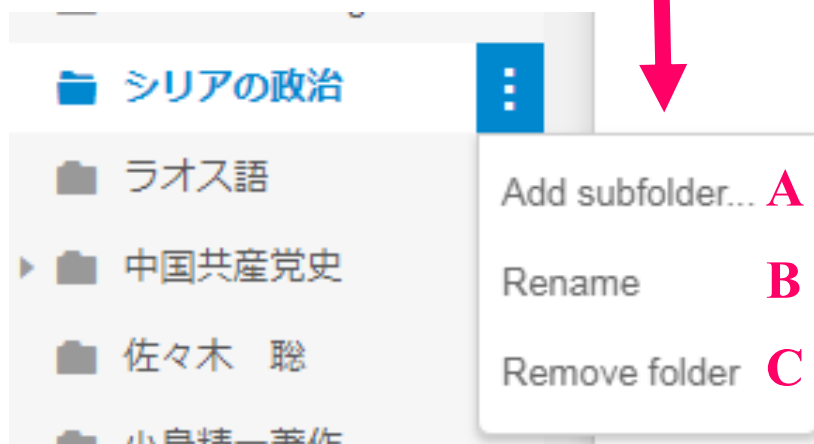 シリアの政治
ラオス語
中国共産党史
佐々木　聡
Add subfolder... A
Rename B
Remove folder C